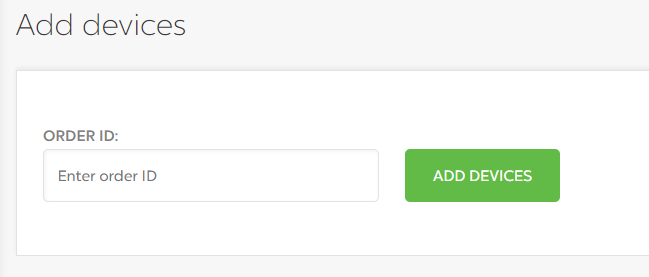 Add devices
ORDER ID:
Enter order ID
ADD DEVICES